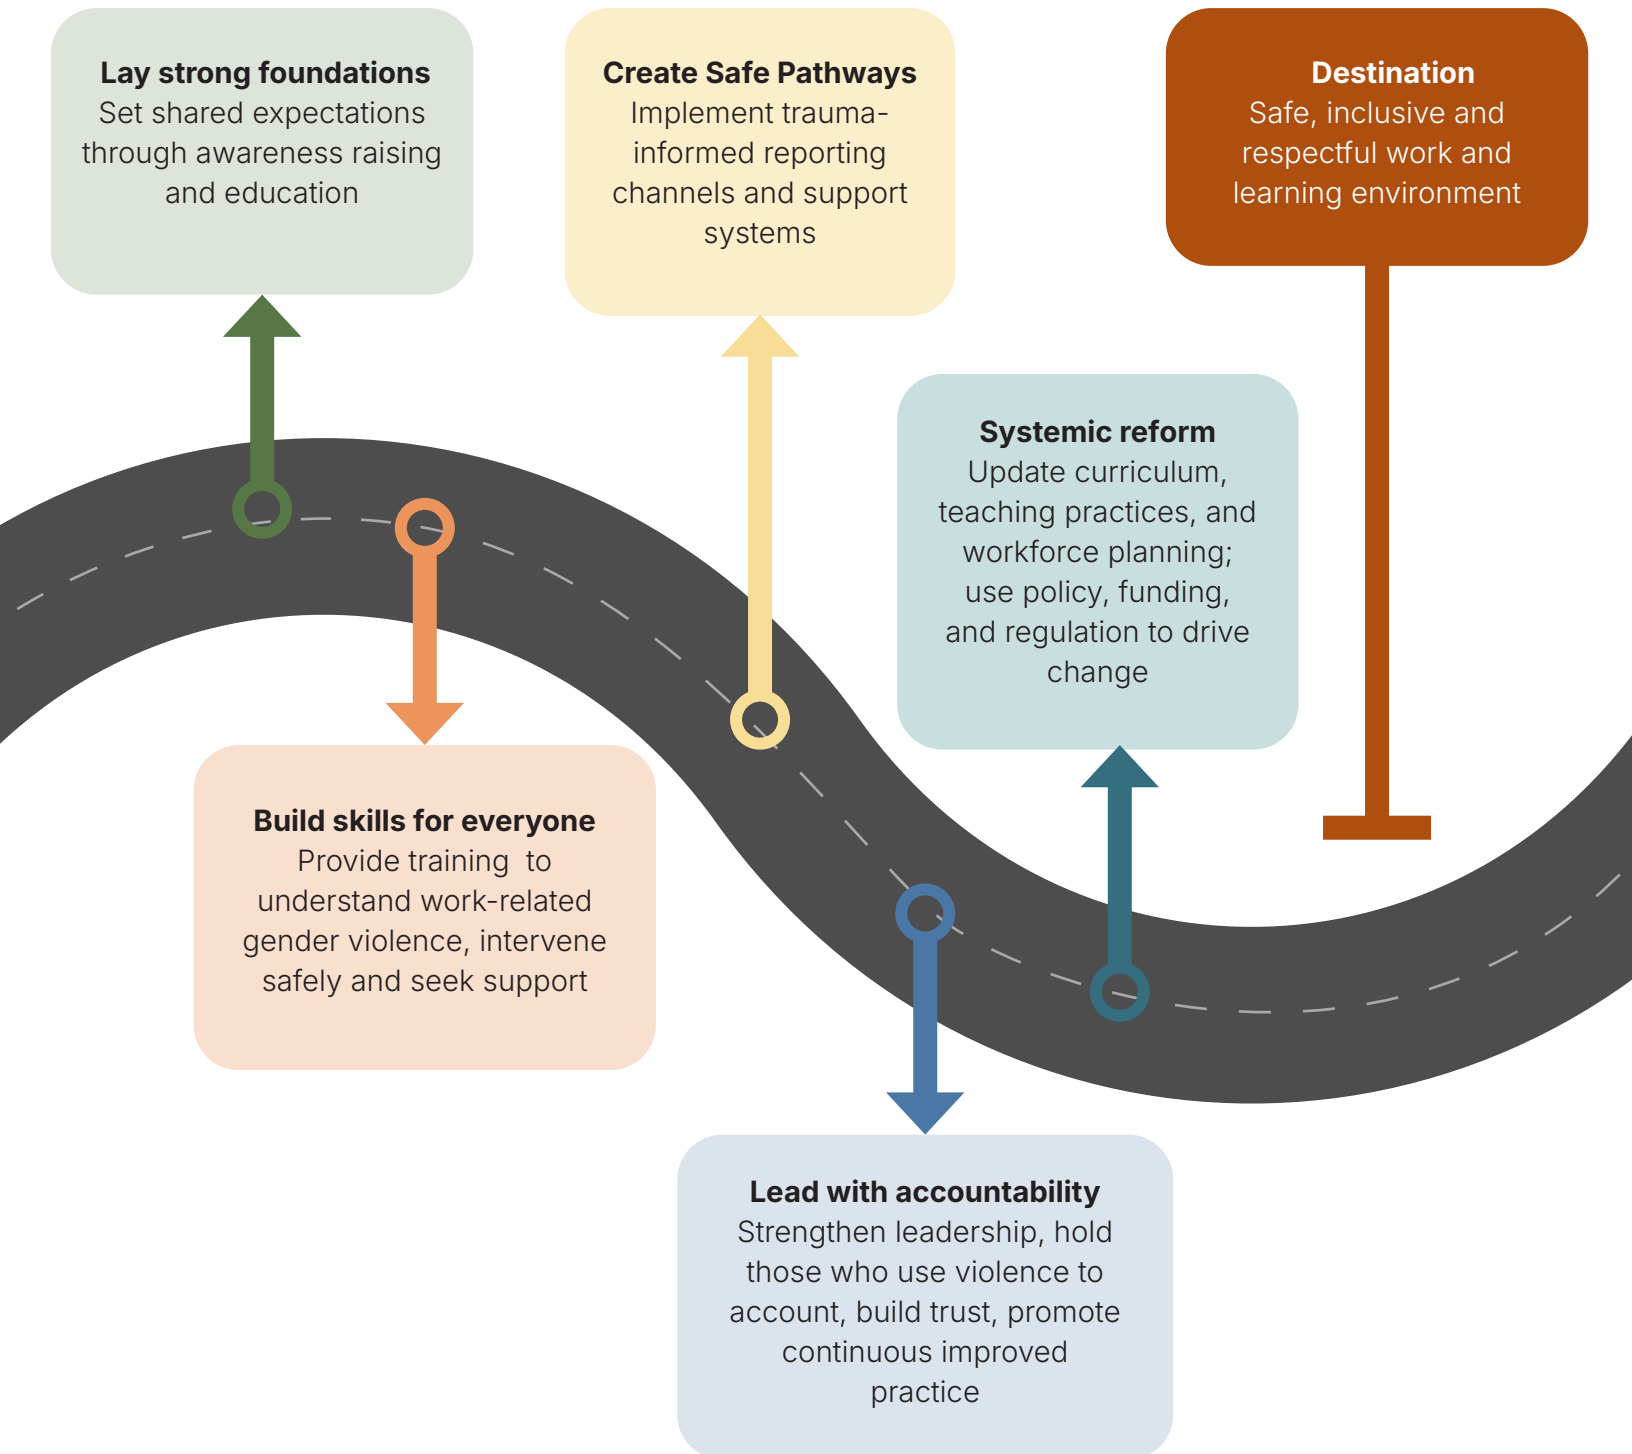 Lay strong foundations
Set shared expectations
through awareness raising
and education
Build skills for everyone
Provide training  to
understand work-related
gender violence, intervene
safely and seek support
Create Safe Pathways
Implement trauma-
informed reporting
channels and support
systems
Lead with accountability
Strengthen leadership, hold
those who use violence to
account, build trust, promote
continuous improved
practice
Systemic reform
Update curriculum,
teaching practices, and
workforce planning;
use policy, funding,
and regulation to drive
change
Destination
Safe, inclusive and
respectful work and
learning environment